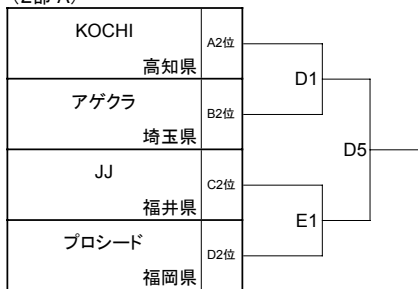 (2部 A)
KOCHI
A2位
高知県
D1
アゲクラ
B2位
埼玉県
D5
JJ
C2位
福井県
E1
プロシード
D2位
福岡県